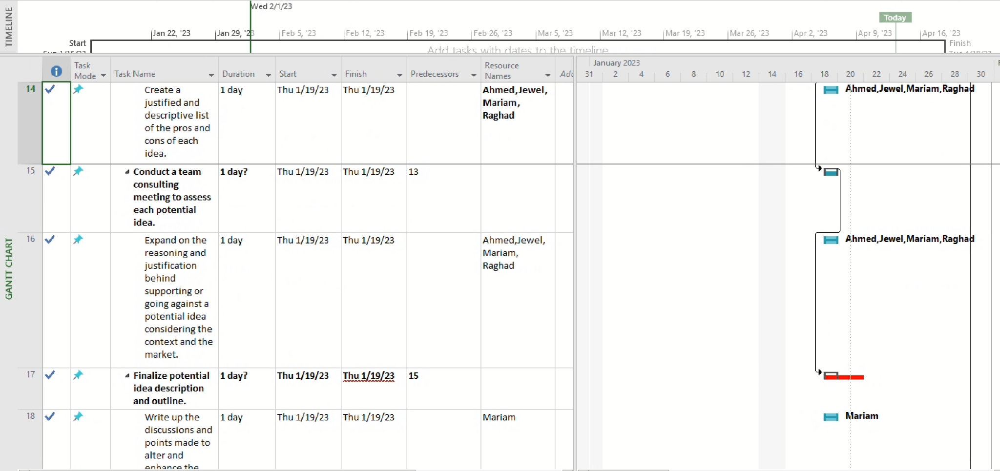 TIMELINE
Wed 2/1/23
Today
Jan 22, '23 Jan 29, '23 Feb 5, '23 Feb 12, '23 Feb 19, '23 Feb 26, '23 Mar 5, '23 Mar 12, '23 Mar 19, '23 Mar 26, '23 Apr 2, '23 Apr 9, '23 Apr 16, '23
Start
Finish
Add tasks with dates to the timeline
GANTT CHART
Task Mode
Task Name
Duration
Start
Finish
Predecessors
Resource Names
January 2023
31 2 4 6 8 10 12 14 16 18 20 22 24 26 28 30
14
Create a
justified and
descriptive list
of the pros and
cons of each
idea.
1 day
Thu 1/19/23
Thu 1/19/23
Ahmed,Jewel,
Mariam,
Raghad
Ahmed,Jewel,Mariam,Raghad
15
Conduct a team
consulting
meeting to assess
each potential
idea.
1 day?
Thu 1/19/23
Thu 1/19/23
13
16
Expand on the
reasoning and
justification
behind
supporting or
going against a
potential idea
considering the
context and the
market.
1 day
Thu 1/19/23
Thu 1/19/23
Ahmed,Jewel,
Mariam,
Raghad
Ahmed,Jewel,Mariam,Raghad
17
Finalize potential
idea description
and outline.
1 day?
Thu 1/19/23
Thu 1/19/23
15
18
Write up the
discussions and
points made to
alter and
enhance the
1 day
Thu 1/19/23
Thu 1/19/23
Mariam
Mariam